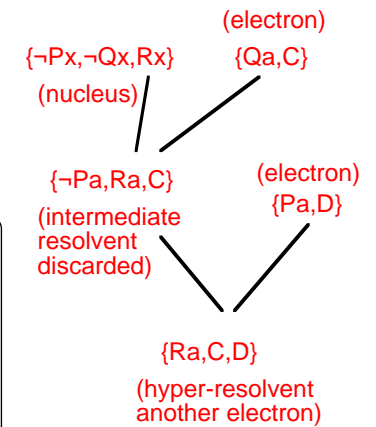 (electron)
{¬Px,¬Qx,Rx}
{Qa,C}
(nucleus)
{¬Pa,Ra,C}
(electron)
{Pa,D}
(intermediate
resolvent
discarded)
{Ra,C,D}
(hyper-resolvent
another electron)